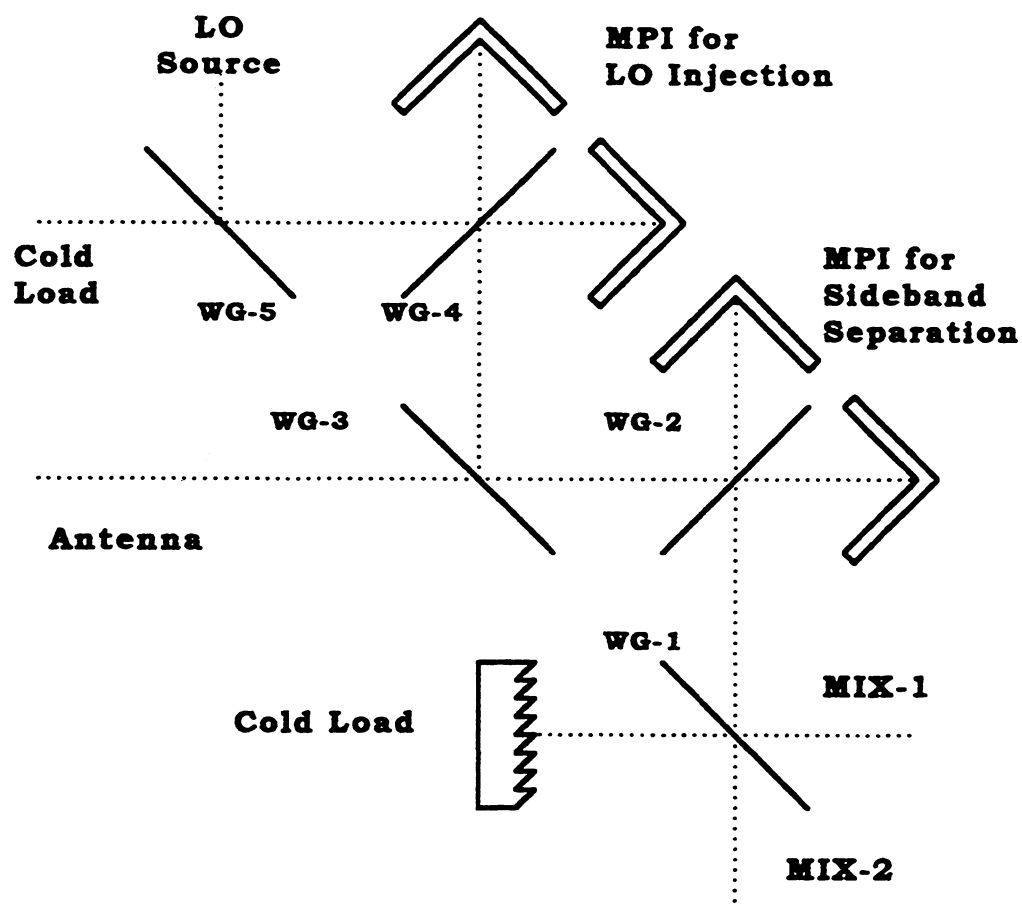 LO
Source
MPI for
LO Injection
Cold
Load
WG-5
WG-4
MPI for
Sideband
Separation
WG-3
WG-2
Antenna
WG-1
MIX-1
Cold Load
MIX-2